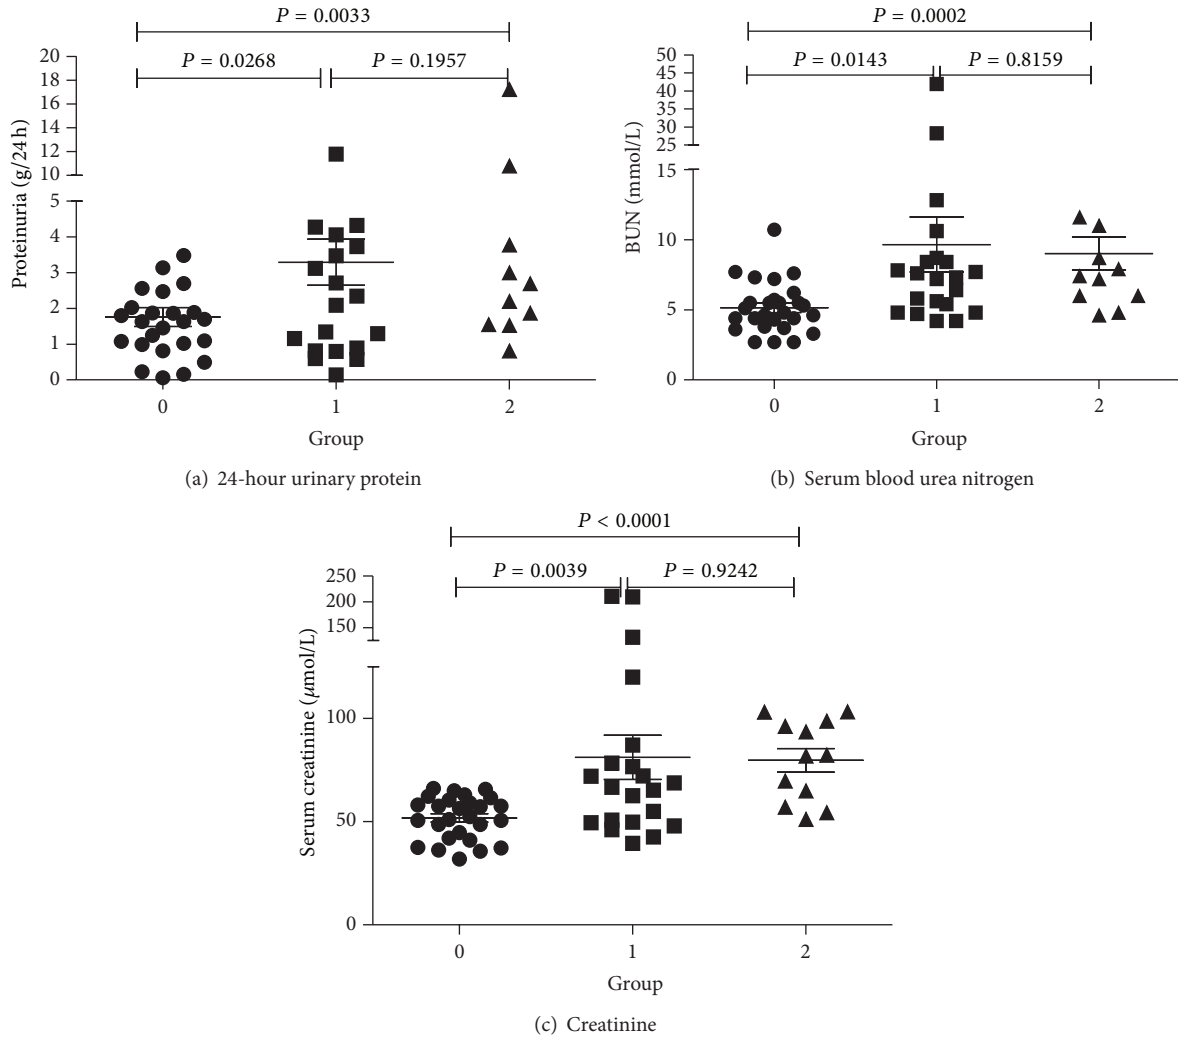 P = 0.0033
P = 0.0268
P = 0.1957
20
18
16
14
12
10
5
4
3
2
1
0
Proteinuria (g/24 h)
0
1
2
Group
(a) 24-hour urinary protein
P = 0.0002
P = 0.0143
P = 0.8159
50
45
40
35
30
25
15
10
5
0
BUN (mmol/L)
0
1
2
Group
(b) Serum blood urea nitrogen
P < 0.0001
P = 0.0039
P = 0.9242
250
200
150
100
50
0
Serum creatinine (μmol/L)
0
1
2
Group
(c) Creatinine